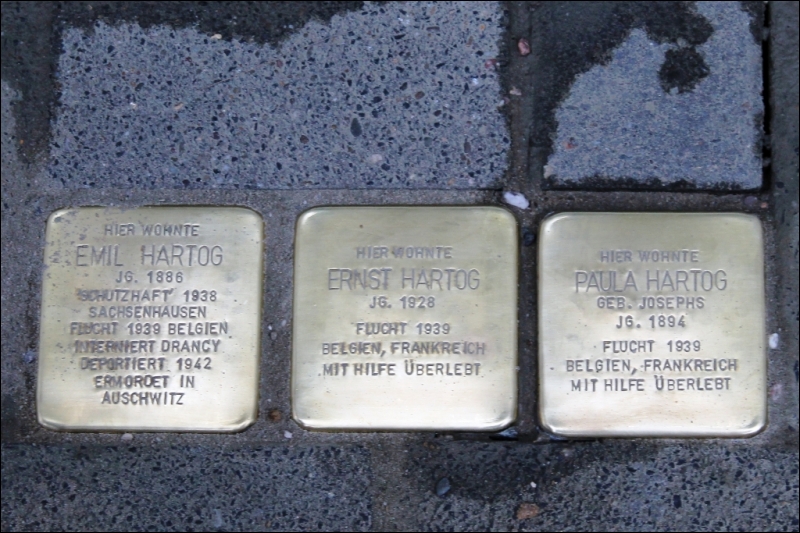 HIER WOHNTE
EMIL HARTOG
JG. 1886
'SCHUTZHAFT' 1938
SACHSENHAUSEN
FLUCHT 1939 BELGIEN
INTERNIERT DRANCY
DEPORTIERT 1942
ERMORDET IN
AUSCHWITZ
HIER WOHNTE
ERNST HARTOG
JG. 1928
FLUCHT 1939
BELGIEN, FRANKREICH
MIT HILFE ÜBERLEBT
HIER WOHNTE
PAULA HARTOG
GEB. JOSEPHS
JG. 1894
FLUCHT 1939
BELGIEN, FRANKREICH
MIT HILFE ÜBERLEBT